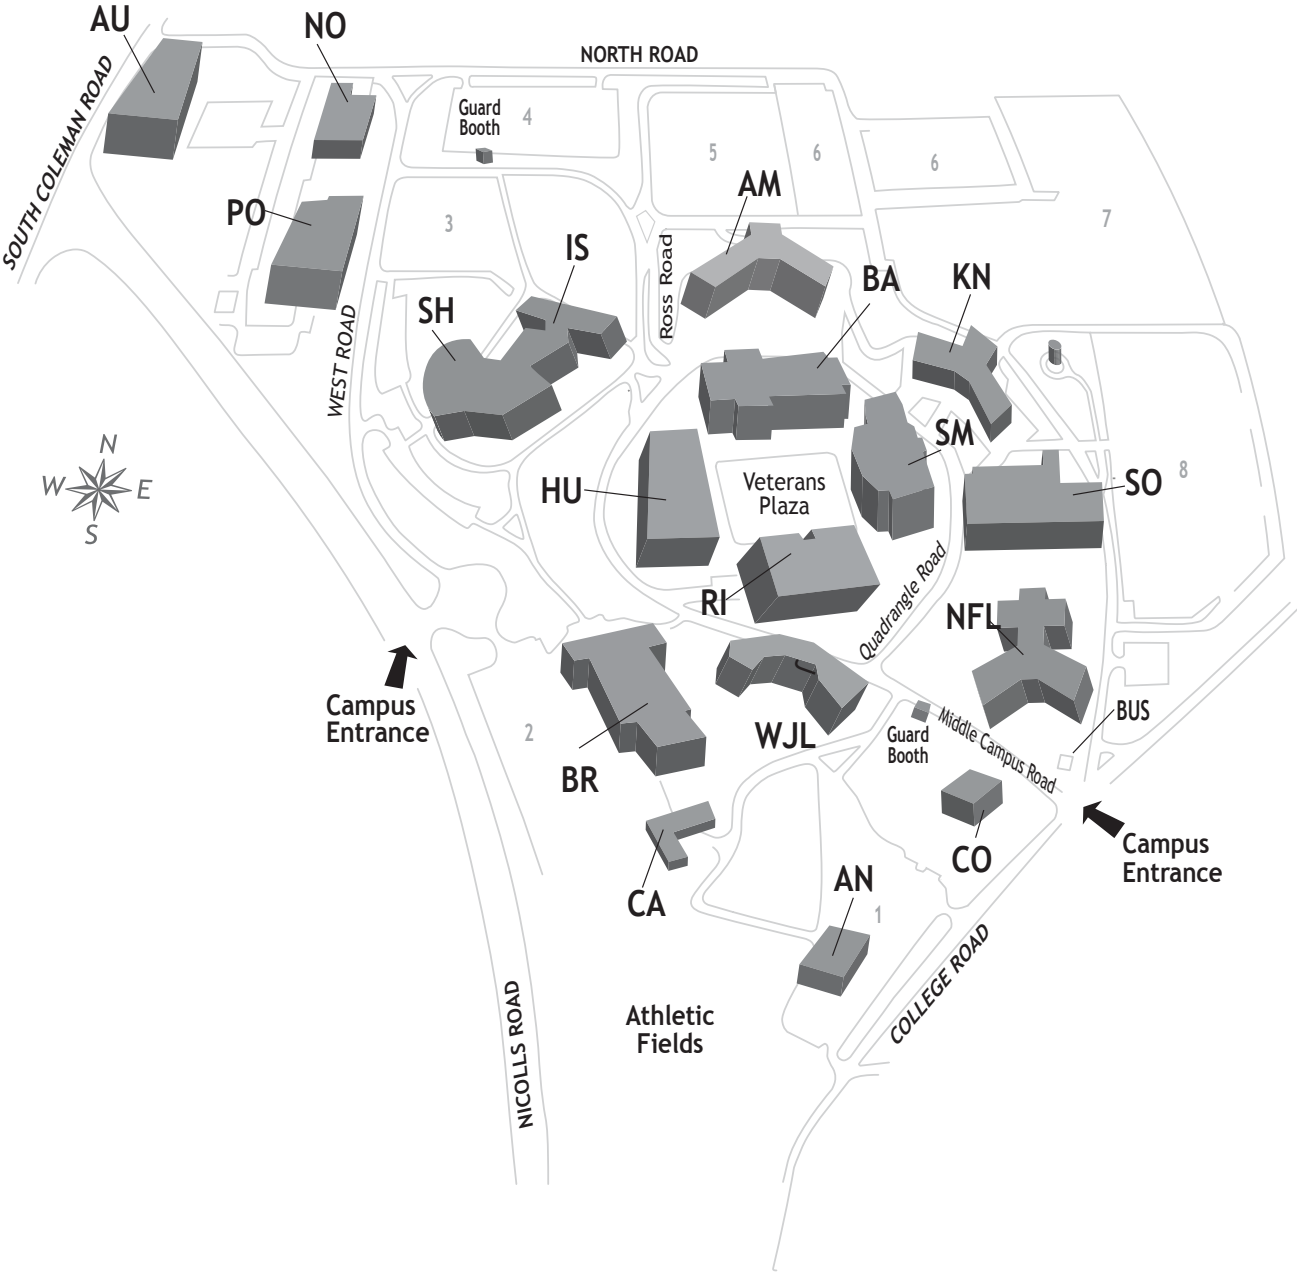 AU
NO
NORTH ROAD
SOUTH COLEMAN ROAD
Guard
Booth
4
5
6
6
AM
PO
3
7
IS
Ross Road
BA
KN
SH
WEST ROAD
SM
N
W
E
S
HU
Veterans
Plaza
SO
8
RI
Quadrangle Road
NFL
Campus
Entrance
2
WJL
Guard
Booth
Middle Campus Road
BUS
BR
CO
Campus
Entrance
CA
AN
1
COLLEGE ROAD
NICOLLS ROAD
Athletic
Fields